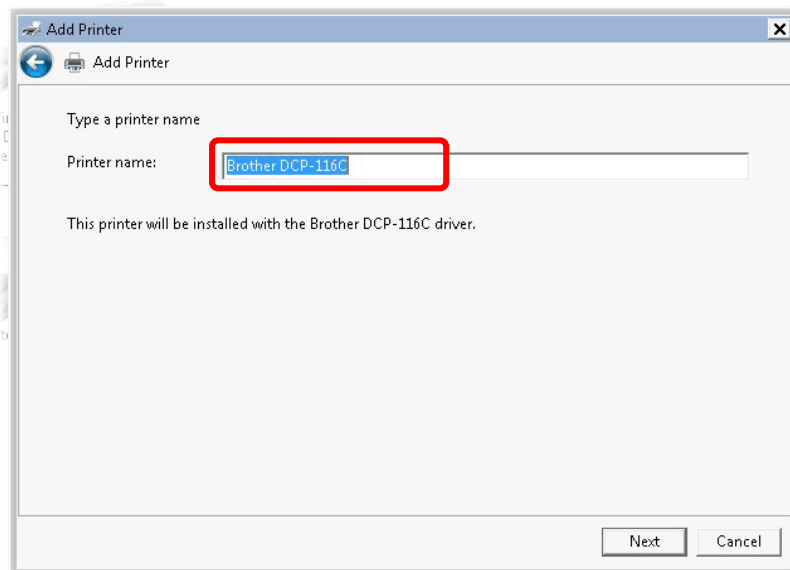 Add Printer
Add Printer
Type a printer name
Printer name: Brother DCP-116C
This printer will be installed with the Brother DCP-116C driver.
Next Cancel